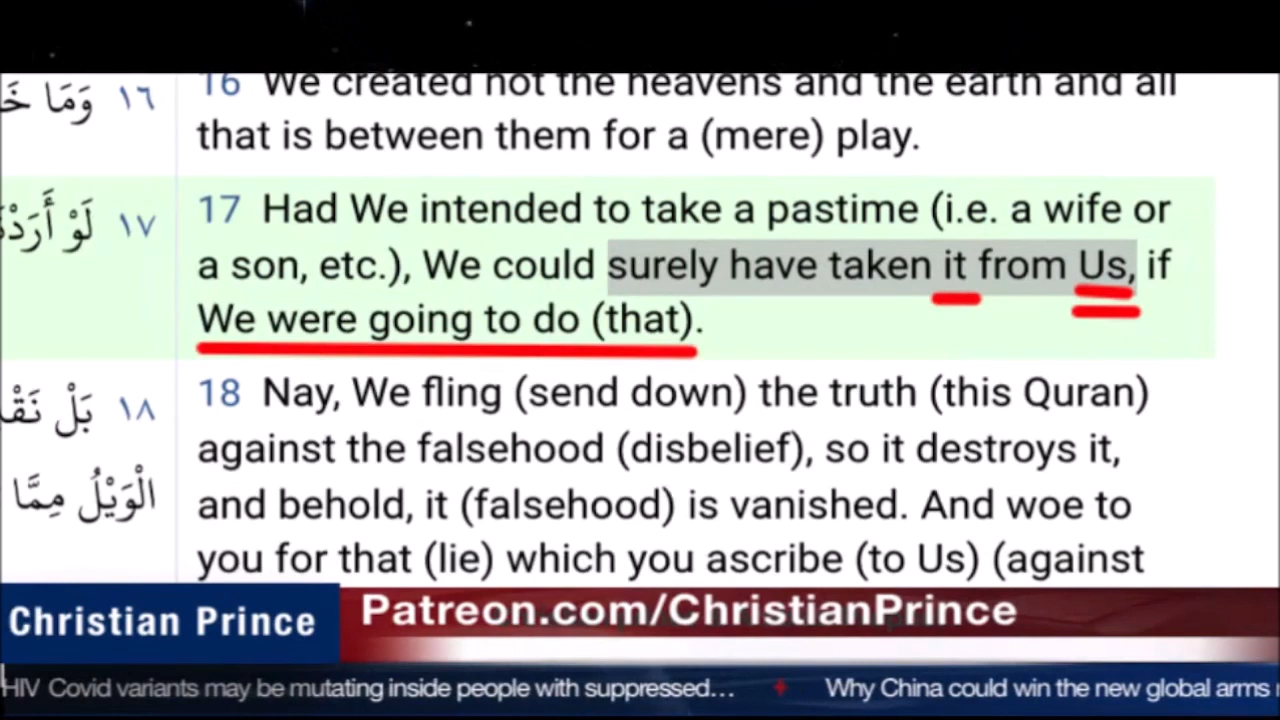 16 We created not the heavens and the earth and all
that is between them for a (mere) play.
وَمَا ١٦
17 Had We intended to take a pastime (i.e. a wife or
a son, etc.), We could surely have taken it from Us, if
We were going to do (that).
لَوْ ١٧
18 Nay, We fling (send down) the truth (this Quran)
against the falsehood (disbelief), so it destroys it,
and behold, it (falsehood) is vanished. And woe to
you for that (lie) which you ascribe (to Us) (against
بَلْ ١٨
الْوَيْلُ مِمَّا
Christian Prince
Patreon.com/ChristianPrince
HIV Covid variants may be mutating inside people with suppressed...
Why China could win the new global arms